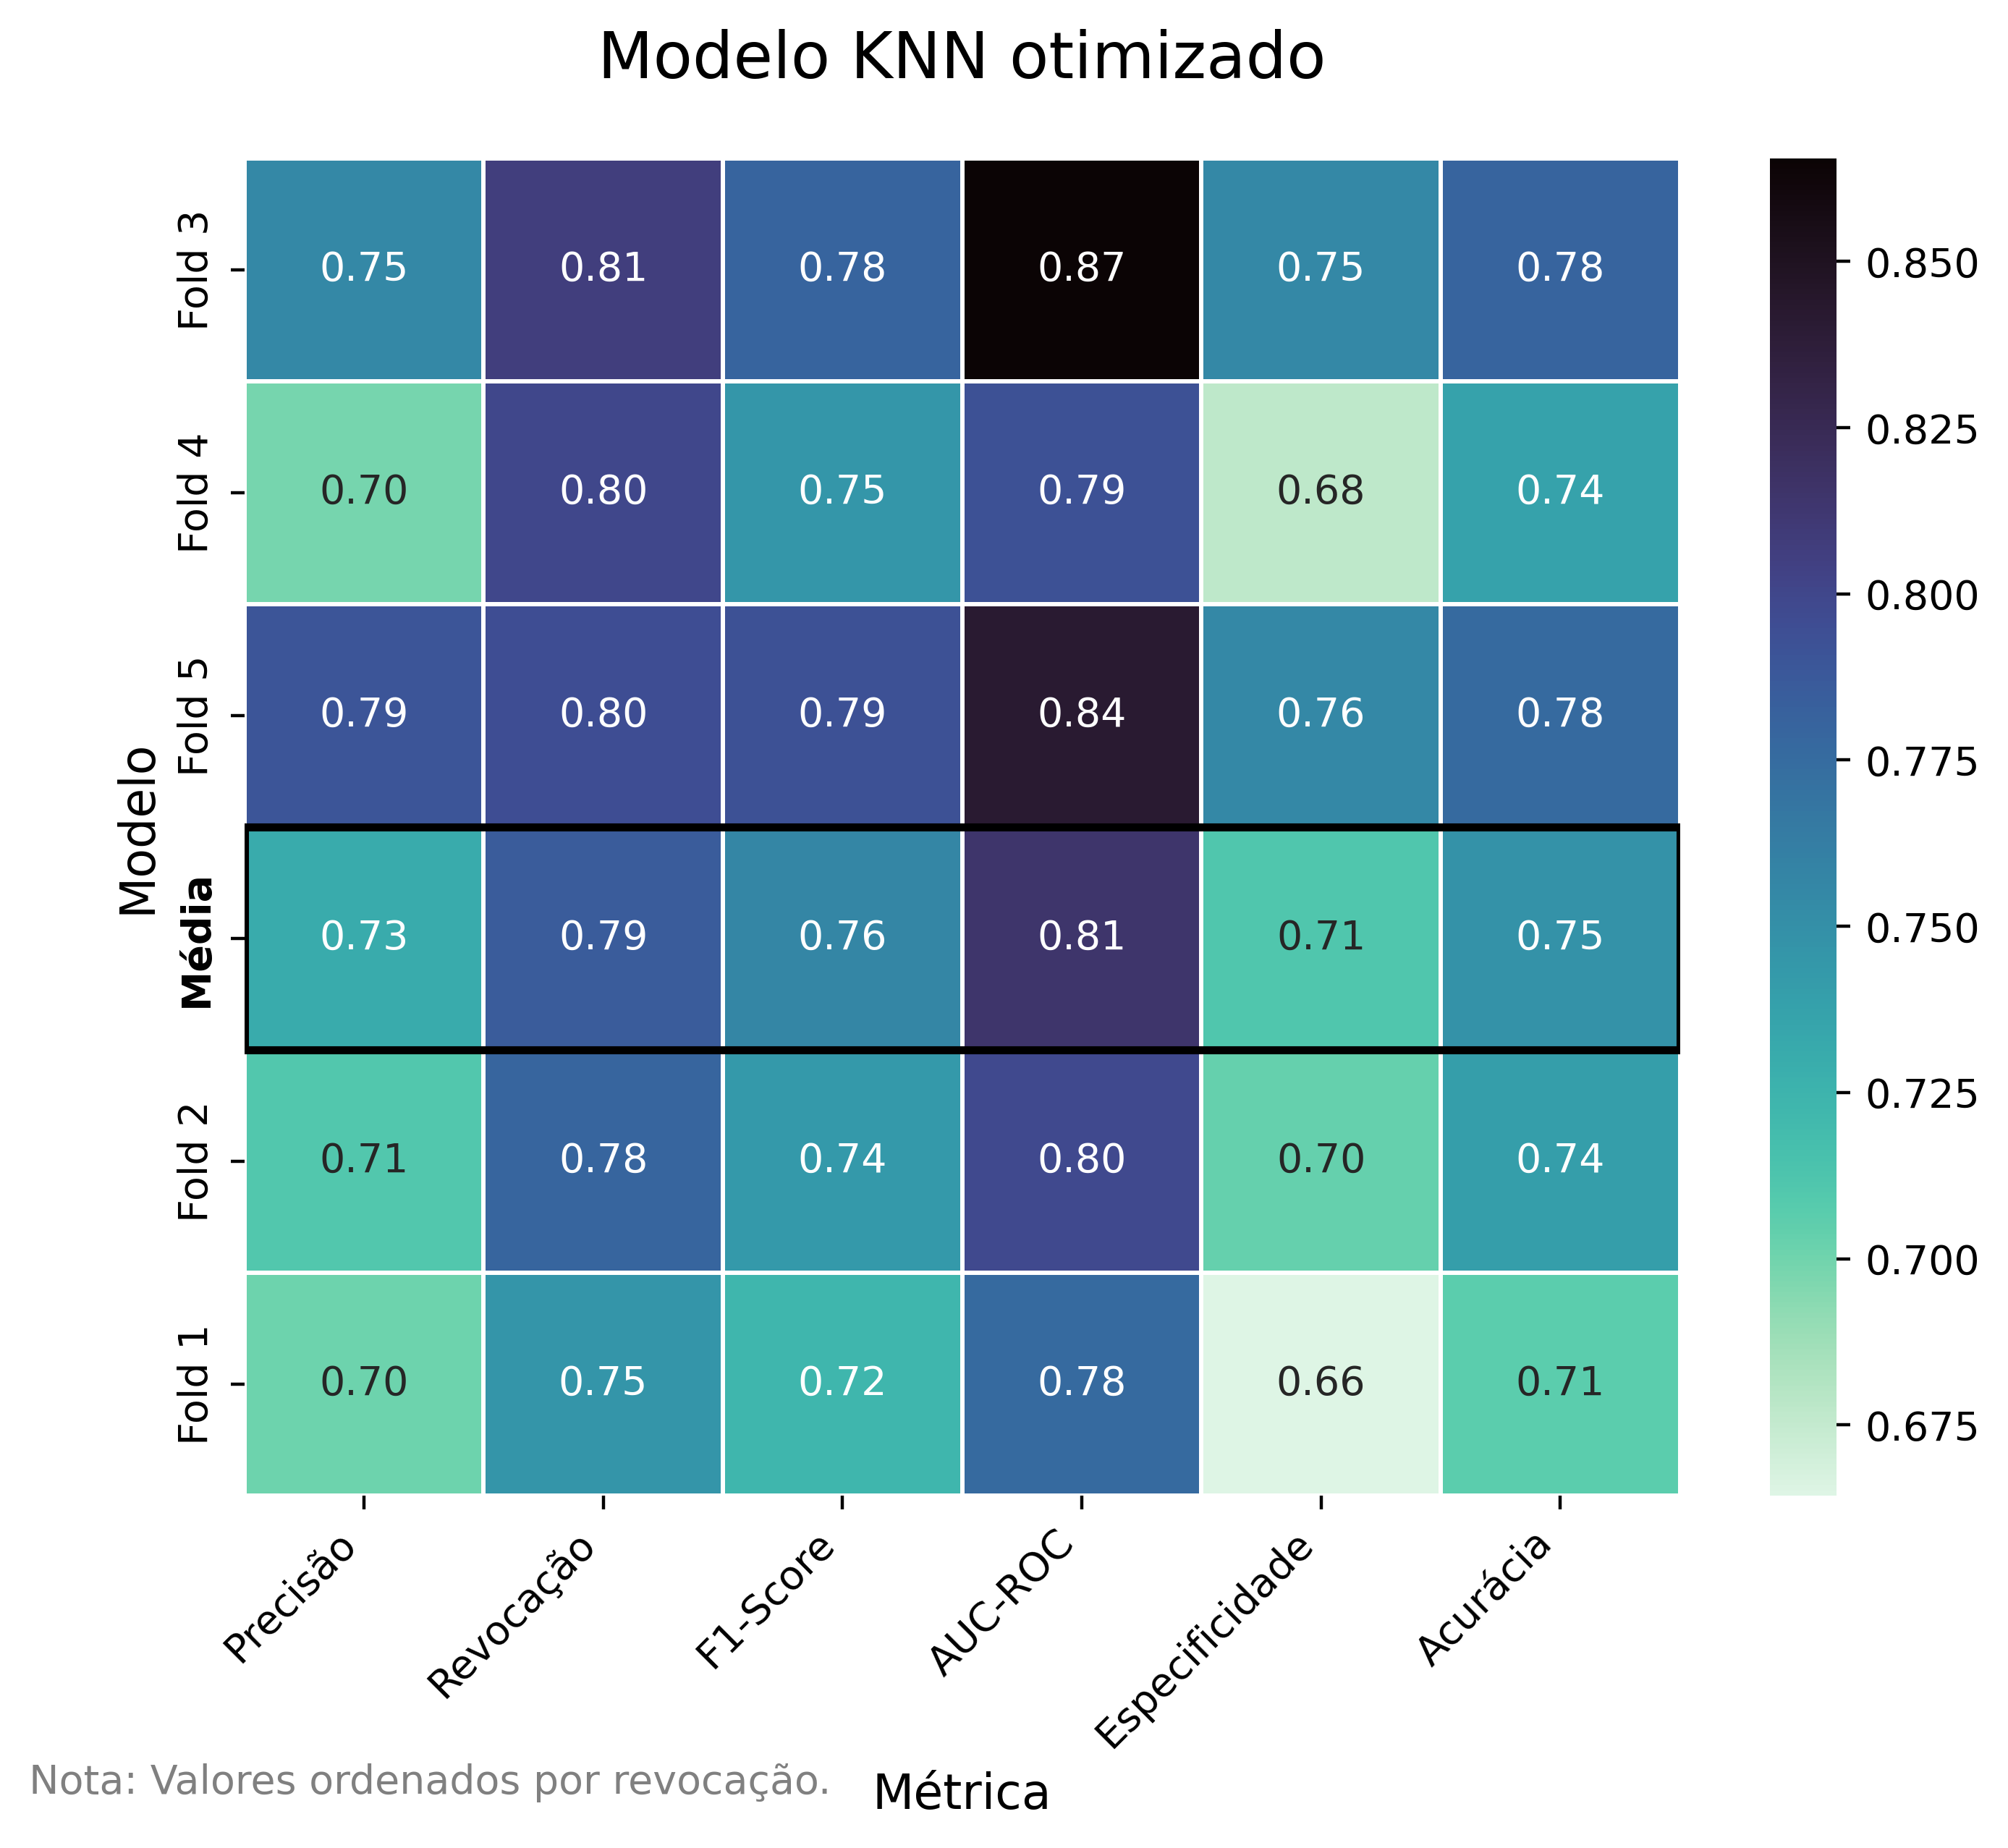 Modelo KNN otimizado
Modelo
Fold 3
0.75 0.81 0.78 0.87 0.75 0.78
Fold 4
0.70 0.80 0.75 0.79 0.68 0.74
Fold 5
0.79 0.80 0.79 0.84 0.76 0.78
Média
0.73 0.79 0.76 0.81 0.71 0.75
Fold 2
0.71 0.78 0.74 0.80 0.70 0.74
Fold 1
0.70 0.75 0.72 0.78 0.66 0.71
Precisão
Revocação
F1-Score
AUC-ROC
Especificidade
Acurácia
0.850
0.825
0.800
0.775
0.750
0.725
0.700
0.675
Nota: Valores ordenados por revocação.
Métrica